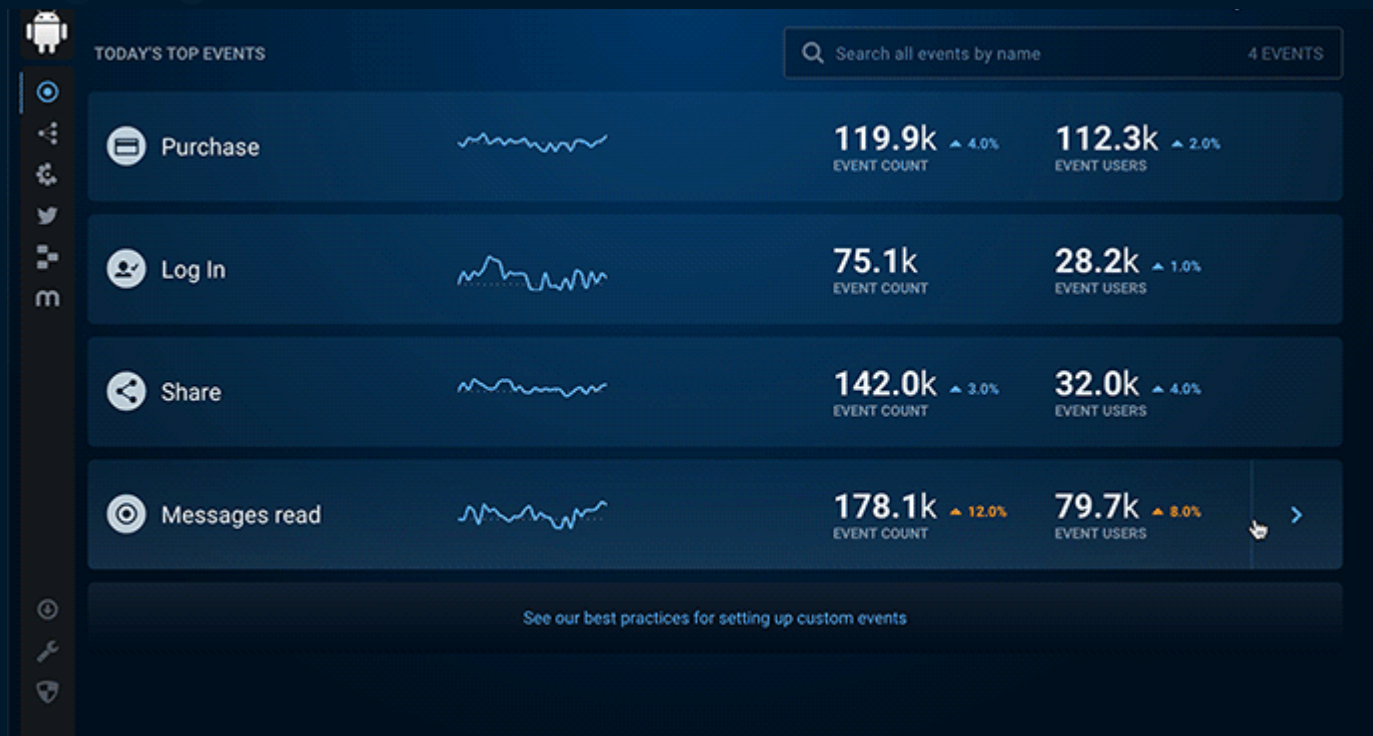 TODAY'S TOP EVENTS
Search all events by name 4 EVENTS
Purchase 119.9k ▲ 4.0% 112.3k ▲ 2.0%
EVENT COUNT EVENT USERS
Log In 75.1k 28.2k ▲ 1.0%
EVENT COUNT EVENT USERS
Share 142.0k ▲ 3.0% 32.0k ▲ 4.0%
EVENT COUNT EVENT USERS
Messages read 178.1k ▲ 12.0% 79.7k ▲ 8.0%
EVENT COUNT EVENT USERS
See our best practices for setting up custom events